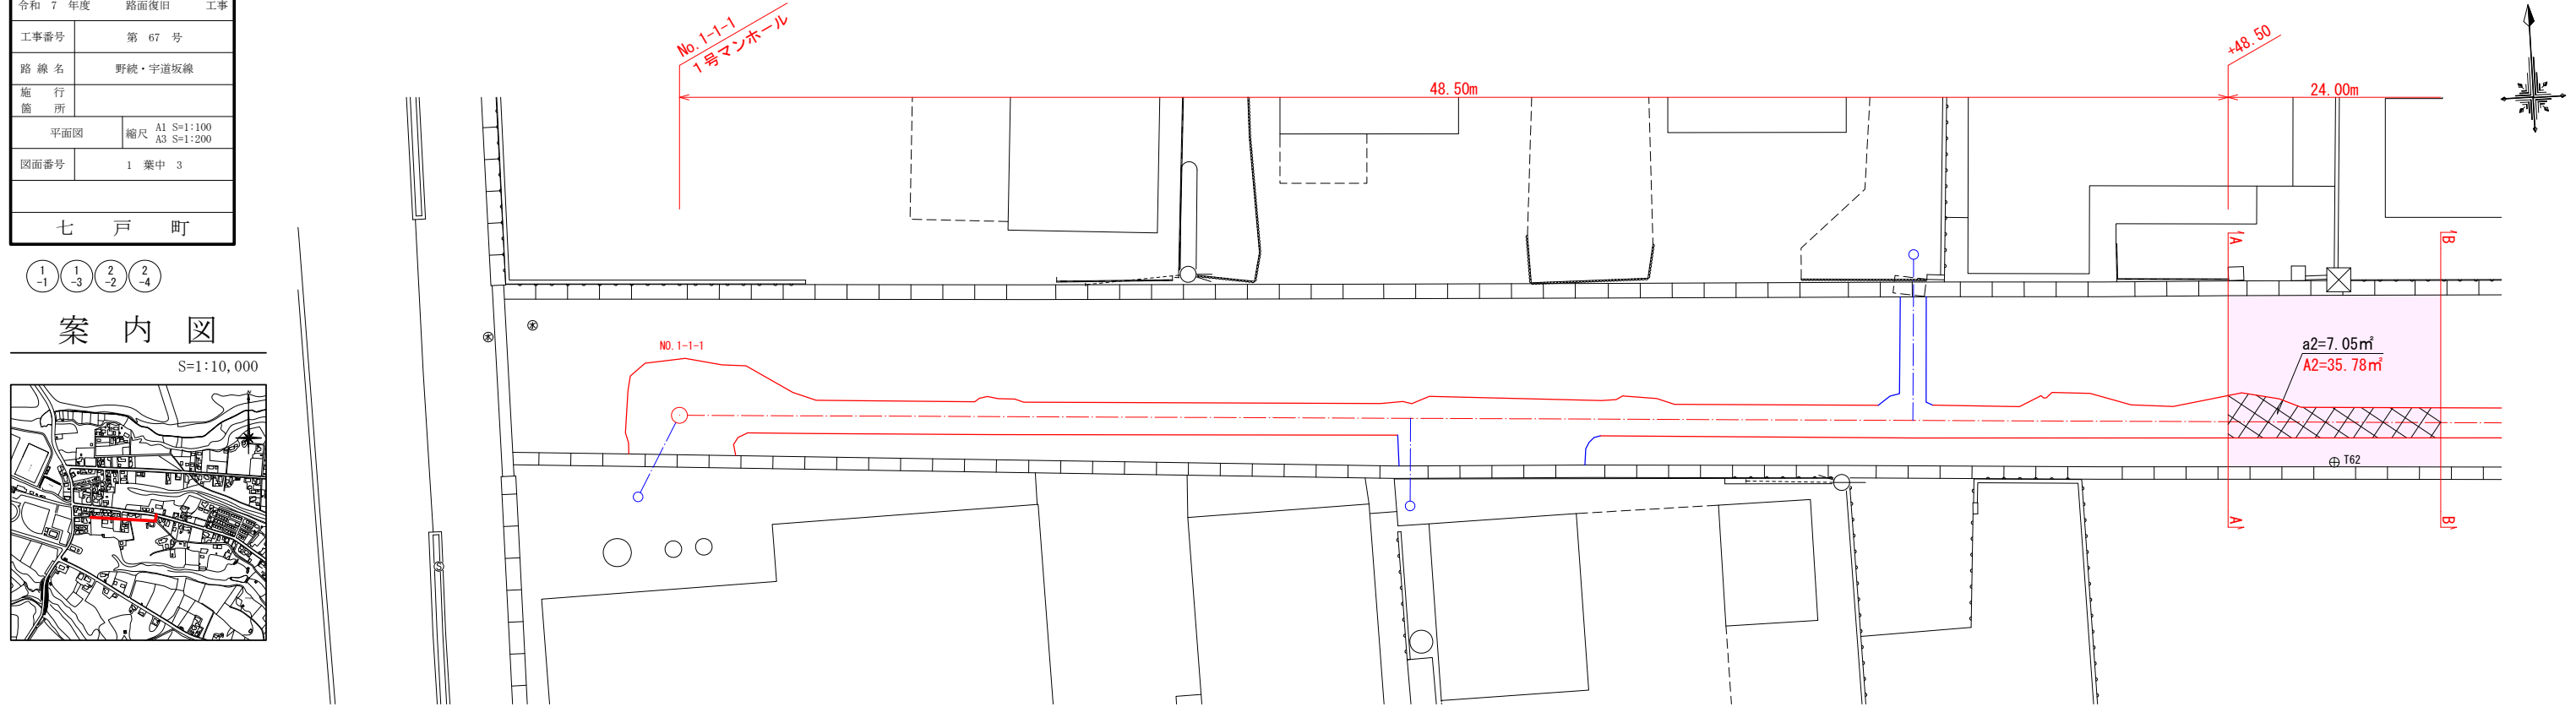 令和 7 年度 路面復旧 工事
工事番号 第 67 号
路線名 野続・宇道坂線
施行
箇所
平面図 縮尺 A1 S=1:100
A3 S=1:200
図面番号 1 葉中 3
七戸町
1 -1
1 -3
2 -2
2 -4
案内図
S=1:10,000
No.1-1-1
1号マンホール
48.50m
+48.50
24.00m
NO.1-1-1
A'
B'
a2=7.05㎡
A2=35.78㎡
T62
A'
B'